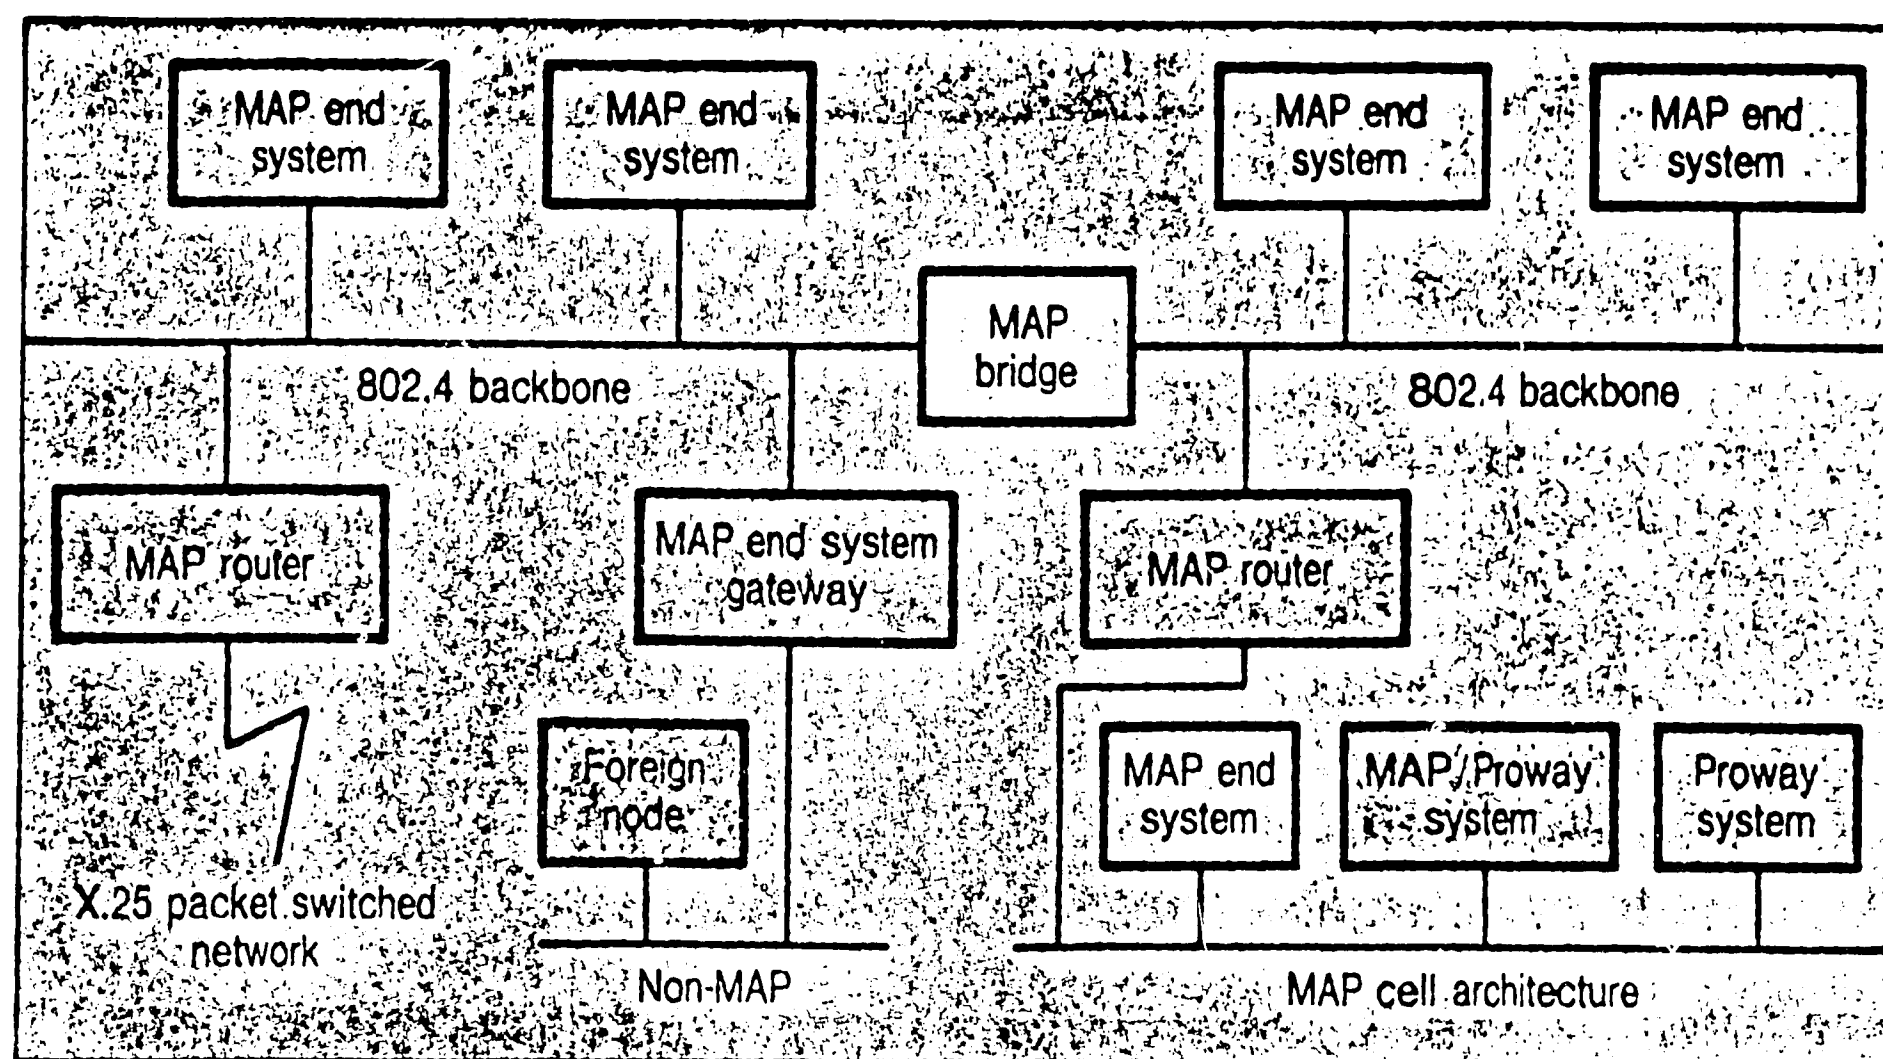 MAP end
system
MAP end
system
MAP end
system
MAP end
system
MAP
bridge
802.4 backbone
802.4 backbone
MAP router
MAP end system
gateway
MAP router
Foreign
node
MAP end
system
MAP/Proway
system
Proway
system
X.25 packet switched
network
Non-MAP
MAP cell architecture